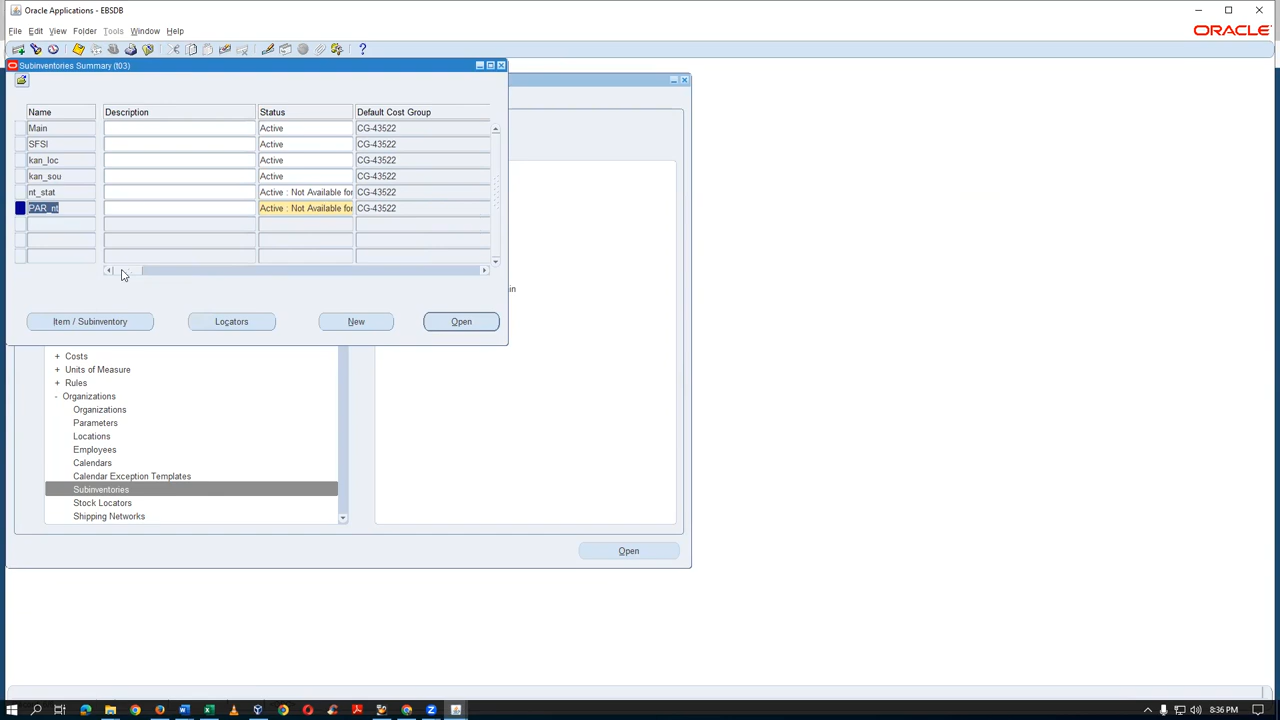 Oracle Applications - EBSDB
File Edit View Folder Tools Window Help
ORACLE
Subinventories Summary (t03)
Name Description Status Default Cost Group
Main Active CG-43522
SFSI Active CG-43522
kan_loc Active CG-43522
kan_sou Active CG-43522
nt_stat Active : Not Available for CG-43522
PAR_nt Active : Not Available for CG-43522
in
Item / Subinventory Locators New Open
+ Costs
+ Units of Measure
+ Rules
- Organizations
Organizations
Parameters
Locations
Employees
Calendars
Calendar Exception Templates
Subinventories
Stock Locators
Shipping Networks
Open
8:36 PM